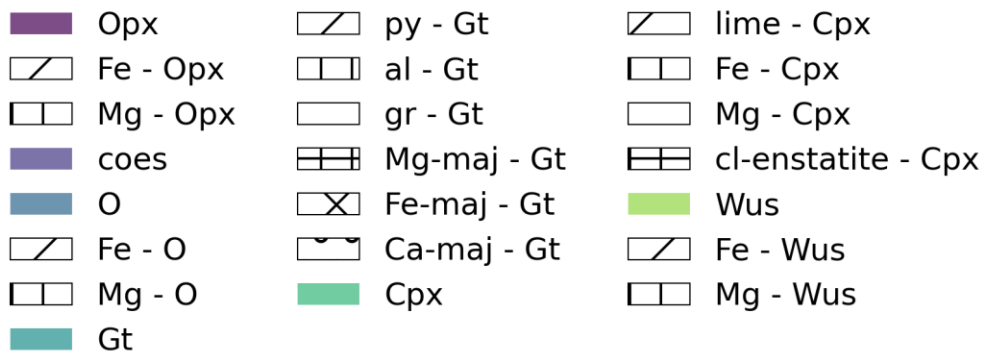 Opx
Fe - Opx
Mg - Opx
coes
O
Fe - O
Mg - O
Gt
py - Gt
al - Gt
gr - Gt
Mg-maj - Gt
Fe-maj - Gt
Ca-maj - Gt
Cpx
lime - Cpx
Fe - Cpx
Mg - Cpx
cl-enstatite - Cpx
Wus
Fe - Wus
Mg - Wus